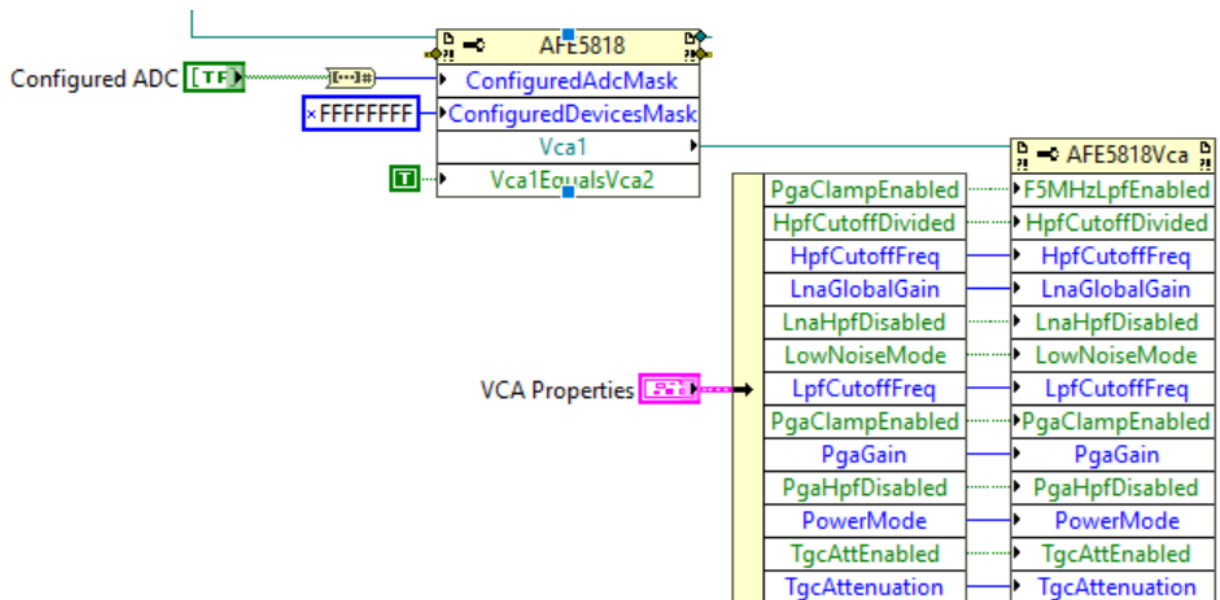 AFE5818
Configured ADC
TF
[...]#
ConfiguredAdcMask
×FFFFFFFF
ConfiguredDevicesMask
Vca1
T
Vca1EqualsVca2
AFE5818Vca
PgaClampEnabled F5MHzLpfEnabled
HpfCutoffDivided HpfCutoffDivided
HpfCutoffFreq HpfCutoffFreq
LnaGlobalGain LnaGlobalGain
LnaHpfDisabled LnaHpfDisabled
LowNoiseMode LowNoiseMode
VCA Properties
LpfCutoffFreq LpfCutoffFreq
PgaClampEnabled PgaClampEnabled
PgaGain PgaGain
PgaHpfDisabled PgaHpfDisabled
PowerMode PowerMode
TgcAttEnabled TgcAttEnabled
TgcAttenuation TgcAttenuation